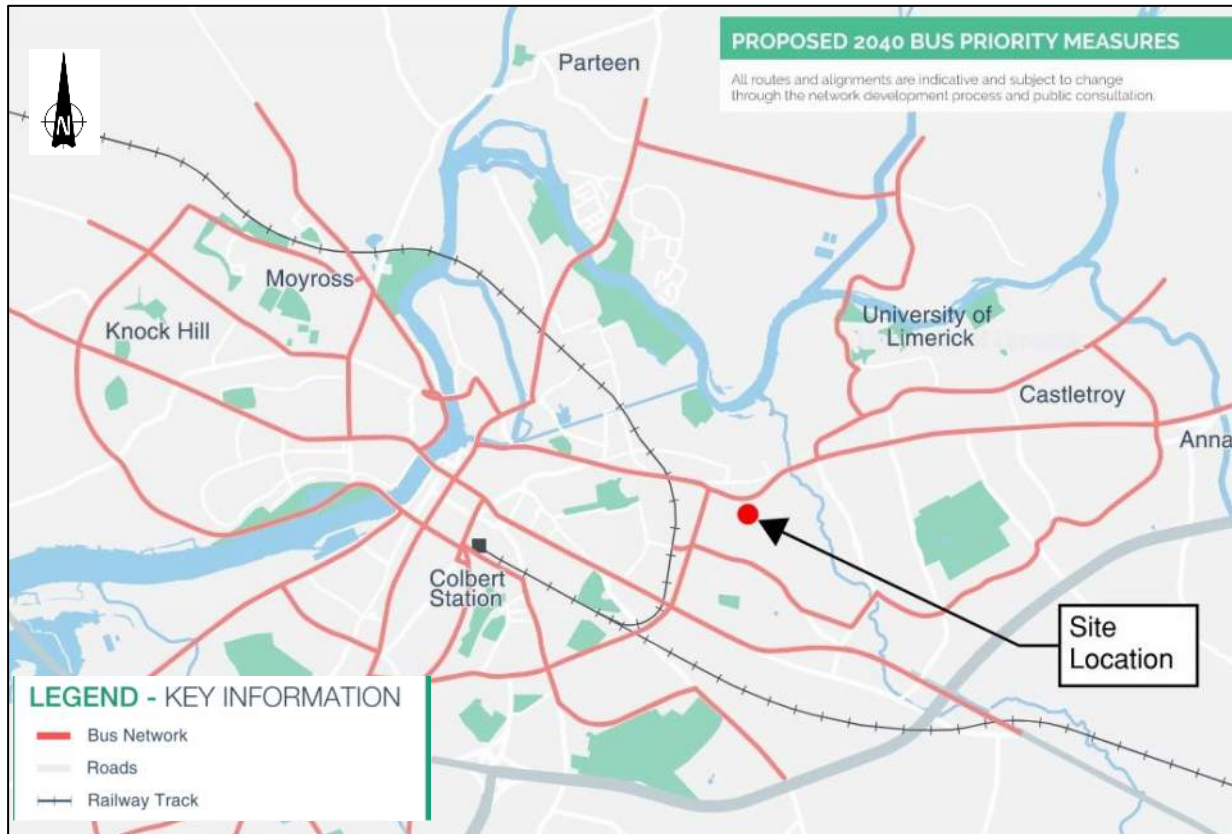 PROPOSED 2040 BUS PRIORITY MEASURES
All routes and alignments are indicative and subject to change
through the network development process and public consultation.
N
Parteen
Moyross
Knock Hill
University of
Limerick
Castletroy
Anna
Colbert
Station
Site
Location
LEGEND - KEY INFORMATION
Bus Network
Roads
Railway Track